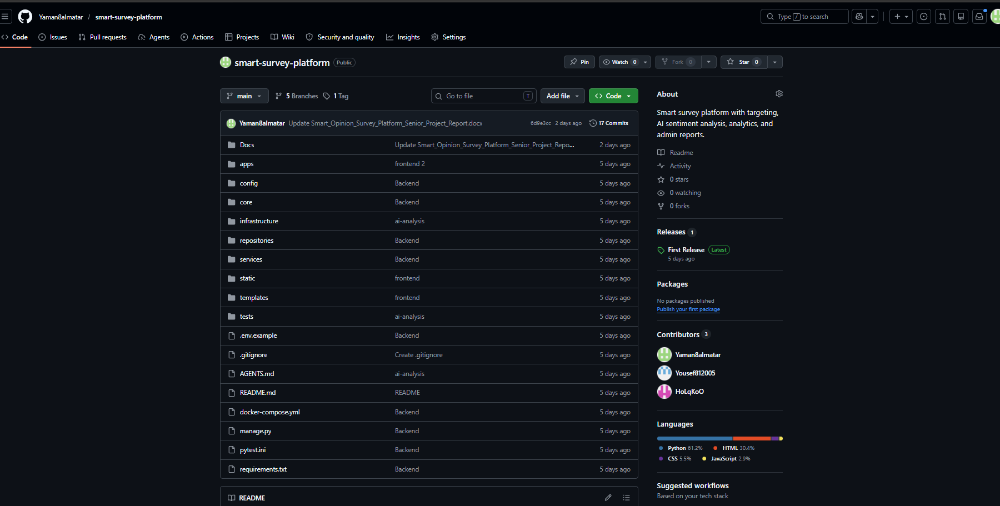 Yaman8almatar / smart-survey-platform
Type / to search
Code Issues Pull requests Agents Actions Projects Wiki Security and quality Insights Settings
smart-survey-platform Public
Pin Watch 0 Fork 0 Star 0
main 5 Branches 1 Tag Go to file T Add file Code
Yaman8almatar Update Smart_Opinion_Survey_Platform_Senior_Project_Report.docx 6d9e3cc · 2 days ago 17 Commits
Docs Update Smart_Opinion_Survey_Platform_Senior_Project_Repo... 2 days ago
apps frontend 2 5 days ago
config Backend 5 days ago
core Backend 5 days ago
infrastructure ai-analysis 5 days ago
repositories Backend 5 days ago
services Backend 5 days ago
static frontend 5 days ago
templates frontend 5 days ago
tests ai-analysis 5 days ago
.env.example Backend 5 days ago
.gitignore Create .gitignore 5 days ago
AGENTS.md ai-analysis 5 days ago
README.md README 5 days ago
docker-compose.yml Backend 5 days ago
manage.py Backend 5 days ago
pytest.ini Backend 5 days ago
requirements.txt Backend 5 days ago
README
About
Smart survey platform with targeting,
AI sentiment analysis, analytics, and
admin reports.
Readme
Activity
0 stars
0 watching
0 forks
Releases 1
First Release Latest
5 days ago
Packages
No packages published
Publish your first package
Contributors 3
Yaman8almatar
Yousef812005
HoLqKoO
Languages
Python 61.2% HTML 30.4%
CSS 5.5% JavaScript 2.9%
Suggested workflows
Based on your tech stack